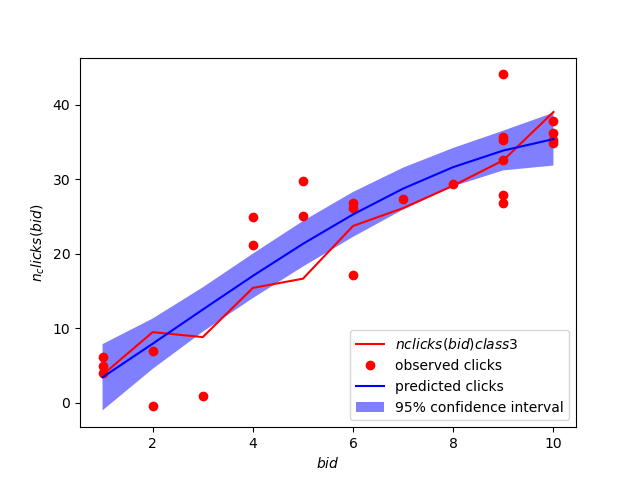 40
30
20
10
0
n_clicks(bid)
nclicks(bid)class3
observed clicks
predicted clicks
95% confidence interval
2 4 6 8 10
bid